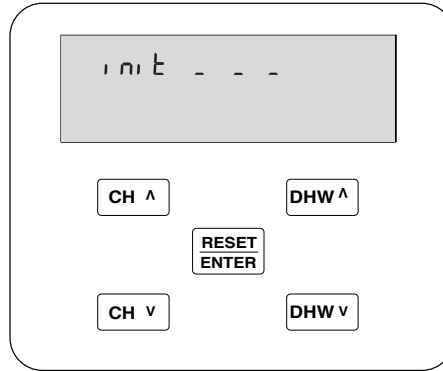 init _ _ _
CH ∧ DHW ∧
RESET
ENTER
CH ∨ DHW ∨